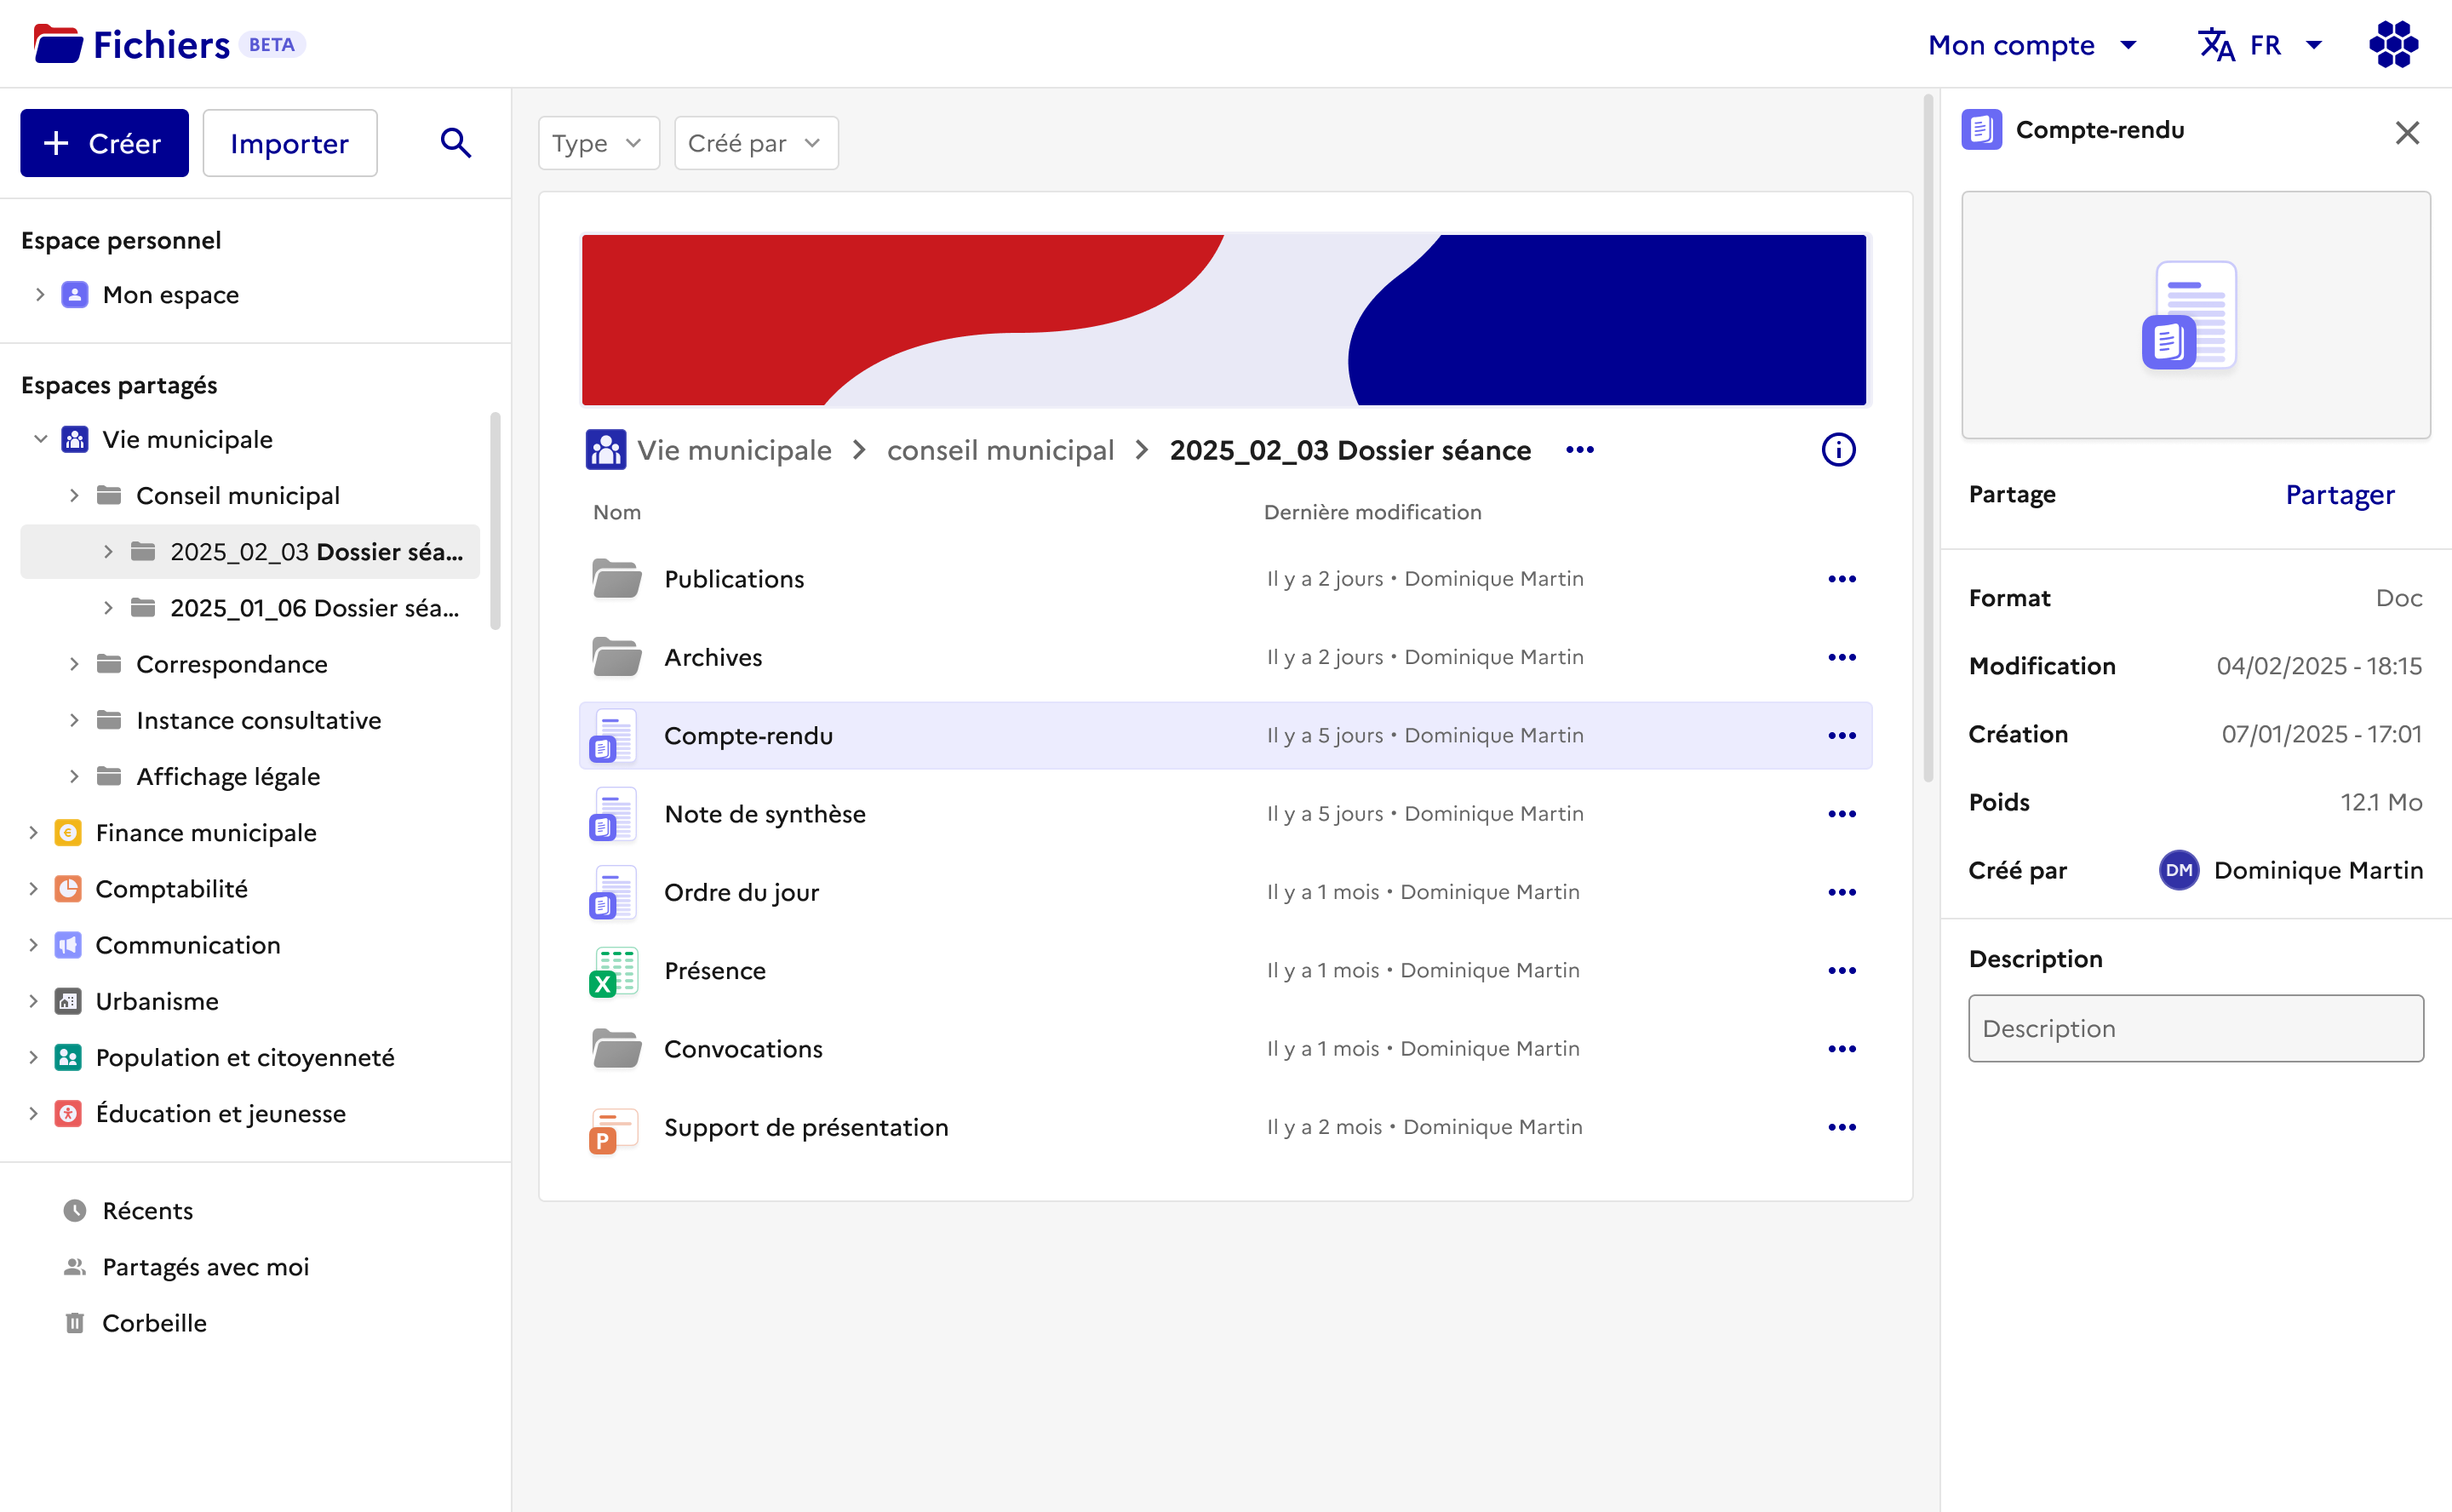 Fichiers BETA
Mon compte
FR
Créer
Importer
Espace personnel
Mon espace
Espaces partagés
Vie municipale
Conseil municipal
2025_02_03 Dossier séa...
2025_01_06 Dossier séa...
Correspondance
Instance consultative
Affichage légale
Finance municipale
Comptabilité
Communication
Urbanisme
Population et citoyenneté
Éducation et jeunesse
Récents
Partagés avec moi
Corbeille
Type
Créé par
Vie municipale > conseil municipal > 2025_02_03 Dossier séance
Nom Dernière modification
Publications Il y a 2 jours • Dominique Martin
Archives Il y a 2 jours • Dominique Martin
Compte-rendu Il y a 5 jours • Dominique Martin
Note de synthèse Il y a 5 jours • Dominique Martin
Ordre du jour Il y a 1 mois • Dominique Martin
X Présence Il y a 1 mois • Dominique Martin
Convocations Il y a 1 mois • Dominique Martin
P Support de présentation Il y a 2 mois • Dominique Martin
Compte-rendu
Partage Partager
Format Doc
Modification 04/02/2025 - 18:15
Création 07/01/2025 - 17:01
Poids 12.1 Mo
Créé par DM Dominique Martin
Description
Description